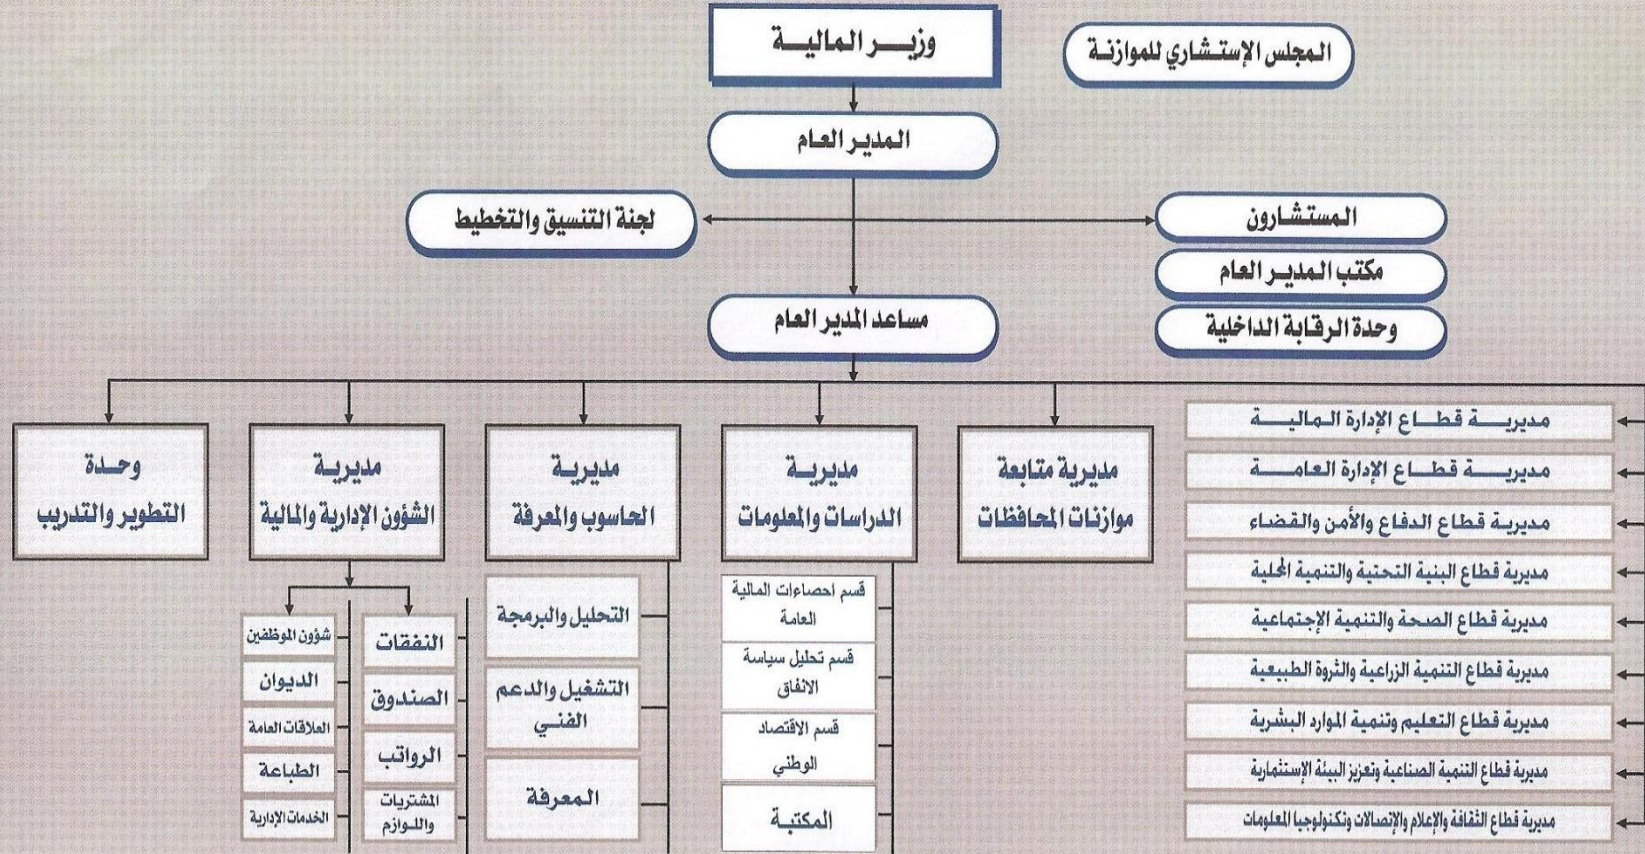 وزير المالية
المجلس الإستشاري للموازنة
المدير العام
المستشارون
لجنة التنسيق والتخطيط
مكتب المدير العام
وحدة الرقابة الداخلية
مساعد المدير العام
مديرية قطاع الإدارة المالية
مديرية قطاع الإدارة العامة
مديرية قطاع الدفاع والأمن والقضاء
مديرية قطاع البنية التحتية والتنمية المحلية
مديرية قطاع الصحة والتنمية الإجتماعية
مديرية قطاع التنمية الزراعية والثروة الطبيعية
مديرية قطاع التعليم وتنمية الموارد البشرية
مديرية قطاع التنمية الصناعية وتعزيز البيئة الإستثمارية
مديرية قطاع الثقافة والإعلام والإتصالات وتكنولوجيا المعلومات
مديرية متابعة
موازنات المحافظات
مديرية
الدراسات والمعلومات
قسم احصاءات المالية
العامة
قسم تحليل سياسة
الانفاق
قسم الاقتصاد
الوطني
المكتبة
مديرية
الحاسوب والمعرفة
التحليل والبرمجة
التشغيل والدعم
الفني
المعرفة
مديرية
الشؤون الإدارية والمالية
النفقات
الصندوق
الرواتب
المشتريات
واللوازم
شؤون الموظفين
الديوان
العلاقات العامة
الطباعة
الخدمات الإدارية
وحدة
التطوير والتدريب